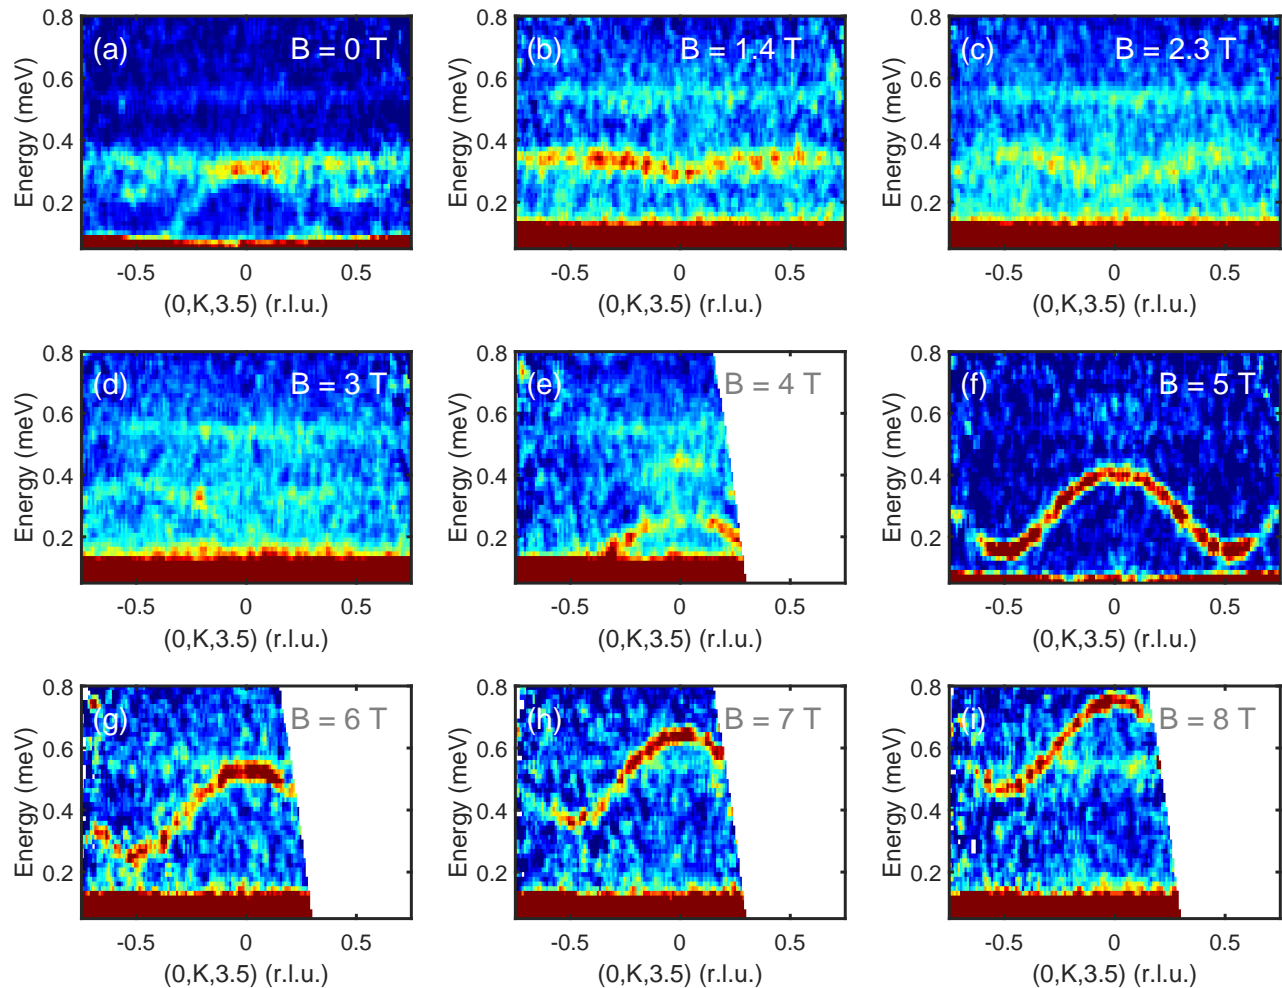 0.8
0.6
0.4
0.2
Energy (meV)
(a)
B = 0 T
-0.5
0
0.5
(0,K,3.5) (r.l.u.)
0.8
0.6
0.4
0.2
Energy (meV)
(b)
B = 1.4 T
-0.5
0
0.5
(0,K,3.5) (r.l.u.)
0.8
0.6
0.4
0.2
Energy (meV)
(c)
B = 2.3 T
-0.5
0
0.5
(0,K,3.5) (r.l.u.)
0.8
0.6
0.4
0.2
Energy (meV)
(d)
B = 3 T
-0.5
0
0.5
(0,K,3.5) (r.l.u.)
0.8
0.6
0.4
0.2
Energy (meV)
(e)
B = 4 T
-0.5
0
0.5
(0,K,3.5) (r.l.u.)
0.8
0.6
0.4
0.2
Energy (meV)
(f)
B = 5 T
-0.5
0
0.5
(0,K,3.5) (r.l.u.)
0.8
0.6
0.4
0.2
Energy (meV)
(g)
B = 6 T
-0.5
0
0.5
(0,K,3.5) (r.l.u.)
0.8
0.6
0.4
0.2
Energy (meV)
(h)
B = 7 T
-0.5
0
0.5
(0,K,3.5) (r.l.u.)
0.8
0.6
0.4
0.2
Energy (meV)
(i)
B = 8 T
-0.5
0
0.5
(0,K,3.5) (r.l.u.)